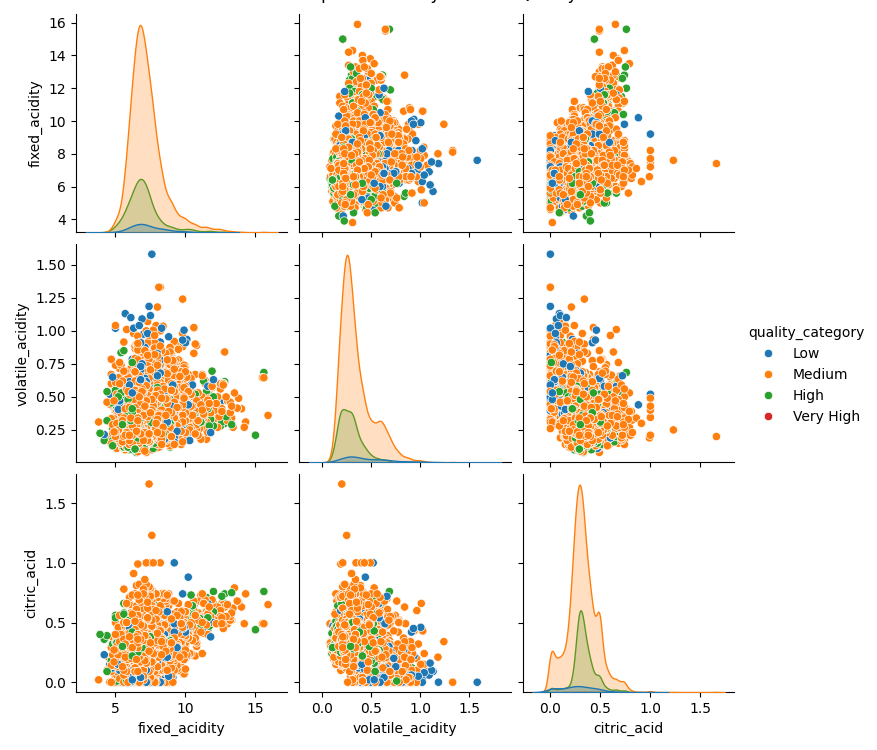 16
14
12
10
8
6
4
fixed_acidity
1.50
1.25
1.00
0.75
0.50
0.25
volatile_acidity
quality_category
Low
Medium
High
Very High
1.5
1.0
0.5
0.0
citric_acid
5 10 15 0.0 0.5 1.0 1.5 0.0 0.5 1.0 1.5
fixed_acidity volatile_acidity citric_acid